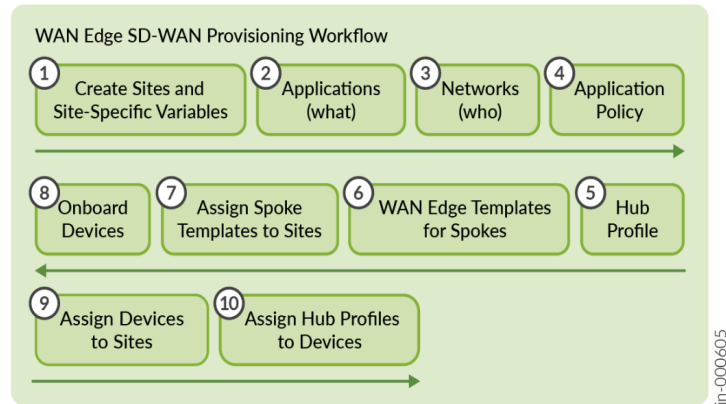 WAN Edge SD-WAN Provisioning Workflow
1
Create Sites and
Site-Specific Variables
2
Applications
(what)
3
Networks
(who)
4
Application
Policy
5
Hub
Profile
6
WAN Edge Templates
for Spokes
7
Assign Spoke
Templates to Sites
8
Onboard
Devices
9
Assign Devices
to Sites
10
Assign Hub Profiles
to Devices
jn-000605